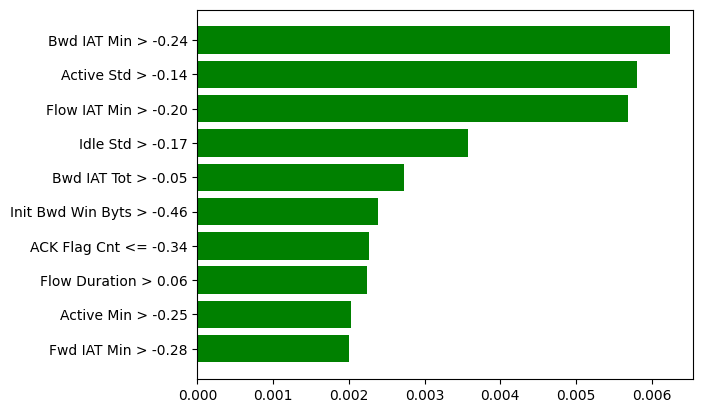 Bwd IAT Min > -0.24
Active Std > -0.14
Flow IAT Min > -0.20
Idle Std > -0.17
Bwd IAT Tot > -0.05
Init Bwd Win Byts > -0.46
ACK Flag Cnt <= -0.34
Flow Duration > 0.06
Active Min > -0.25
Fwd IAT Min > -0.28
0.000 0.001 0.002 0.003 0.004 0.005 0.006